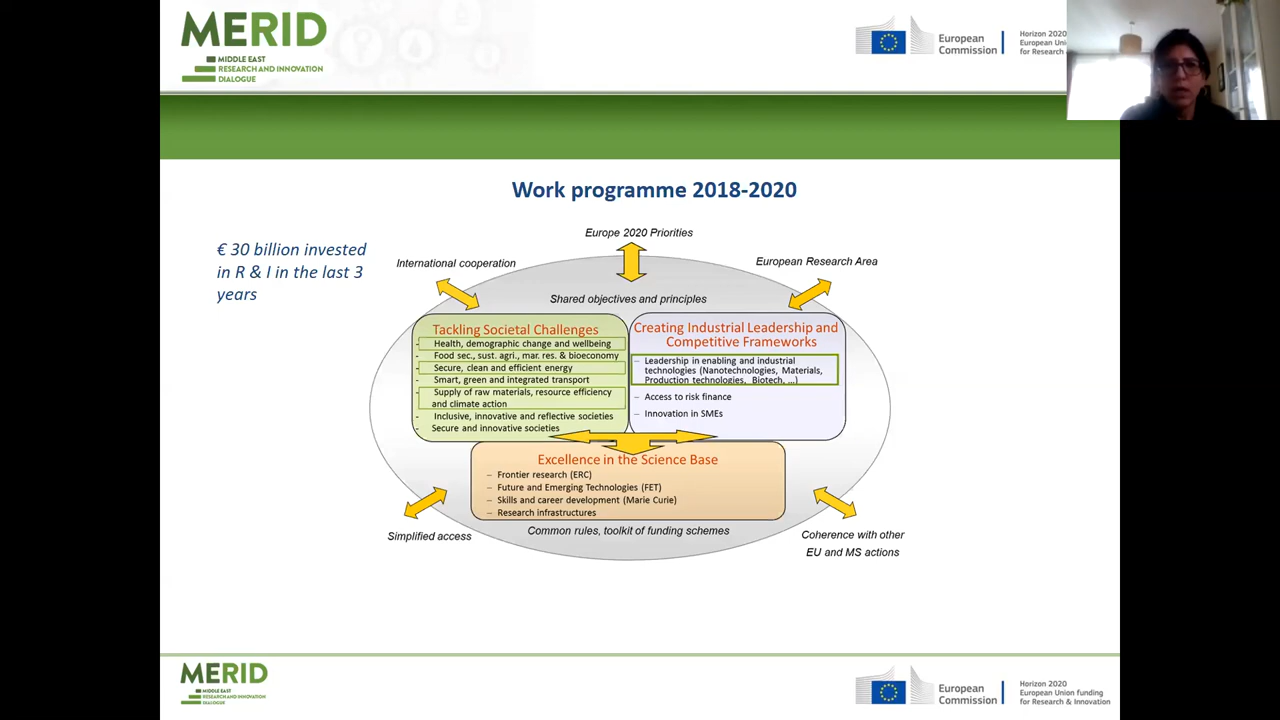 MERID
MIDDLE EAST
RESEARCH AND INNOVATION
DIALOGUE
European
Commission
Horizon 2020
European Union
for Research
Work programme 2018-2020
€ 30 billion invested
in R & I in the last 3
years
Europe 2020 Priorities
International cooperation
European Research Area
Shared objectives and principles
Tackling Societal Challenges
- Health, demographic change and wellbeing
- Food sec., sust. agri., mar. res. & bioeconomy
- Secure, clean and efficient energy
- Smart, green and integrated transport
- Supply of raw materials, resource efficiency
and climate action
- Inclusive, innovative and reflective societies
- Secure and innovative societies
Creating Industrial Leadership and
Competitive Frameworks
– Leadership in enabling and industrial
technologies (Nanotechnologies, Materials,
Production technologies, Biotech, ...)
– Access to risk finance
– Innovation in SMEs
Excellence in the Science Base
– Frontier research (ERC)
– Future and Emerging Technologies (FET)
– Skills and career development (Marie Curie)
– Research infrastructures
Common rules, toolkit of funding schemes
Simplified access
Coherence with other
EU and MS actions
MERID
MIDDLE EAST
RESEARCH AND INNOVATION
DIALOGUE
European
Commission
Horizon 2020
European Union funding
for Research & Innovation